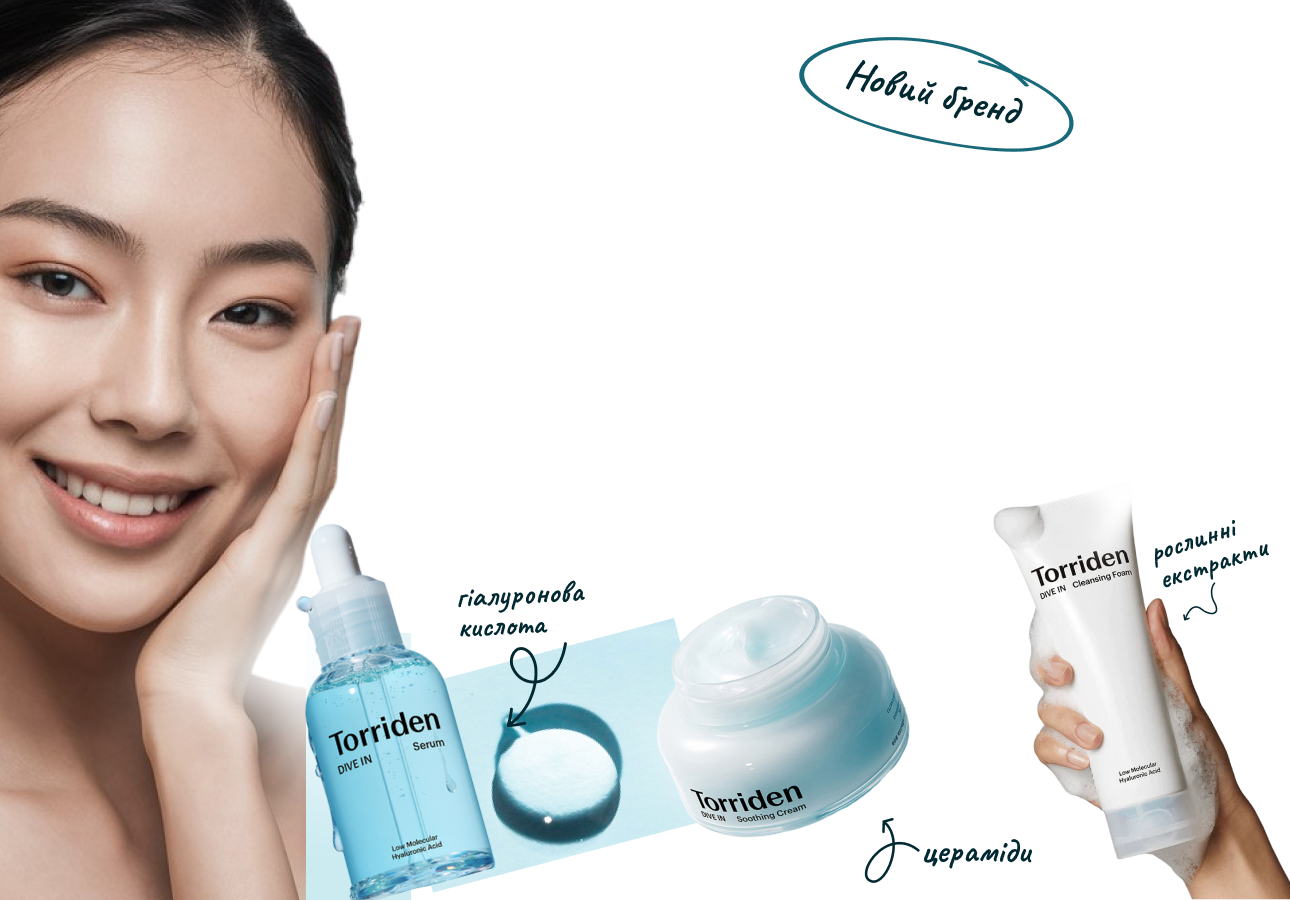 Новий бренд
гіалуронова
кислота
рослинні
екстракти
цераміди
Torriden
DIVE IN Serum
Low Molecular
Hyaluronic Acid
Torriden
DIVE IN Soothing Cream
Torriden
DIVE IN Cleansing Foam
Low Molecular
Hyaluronic Acid